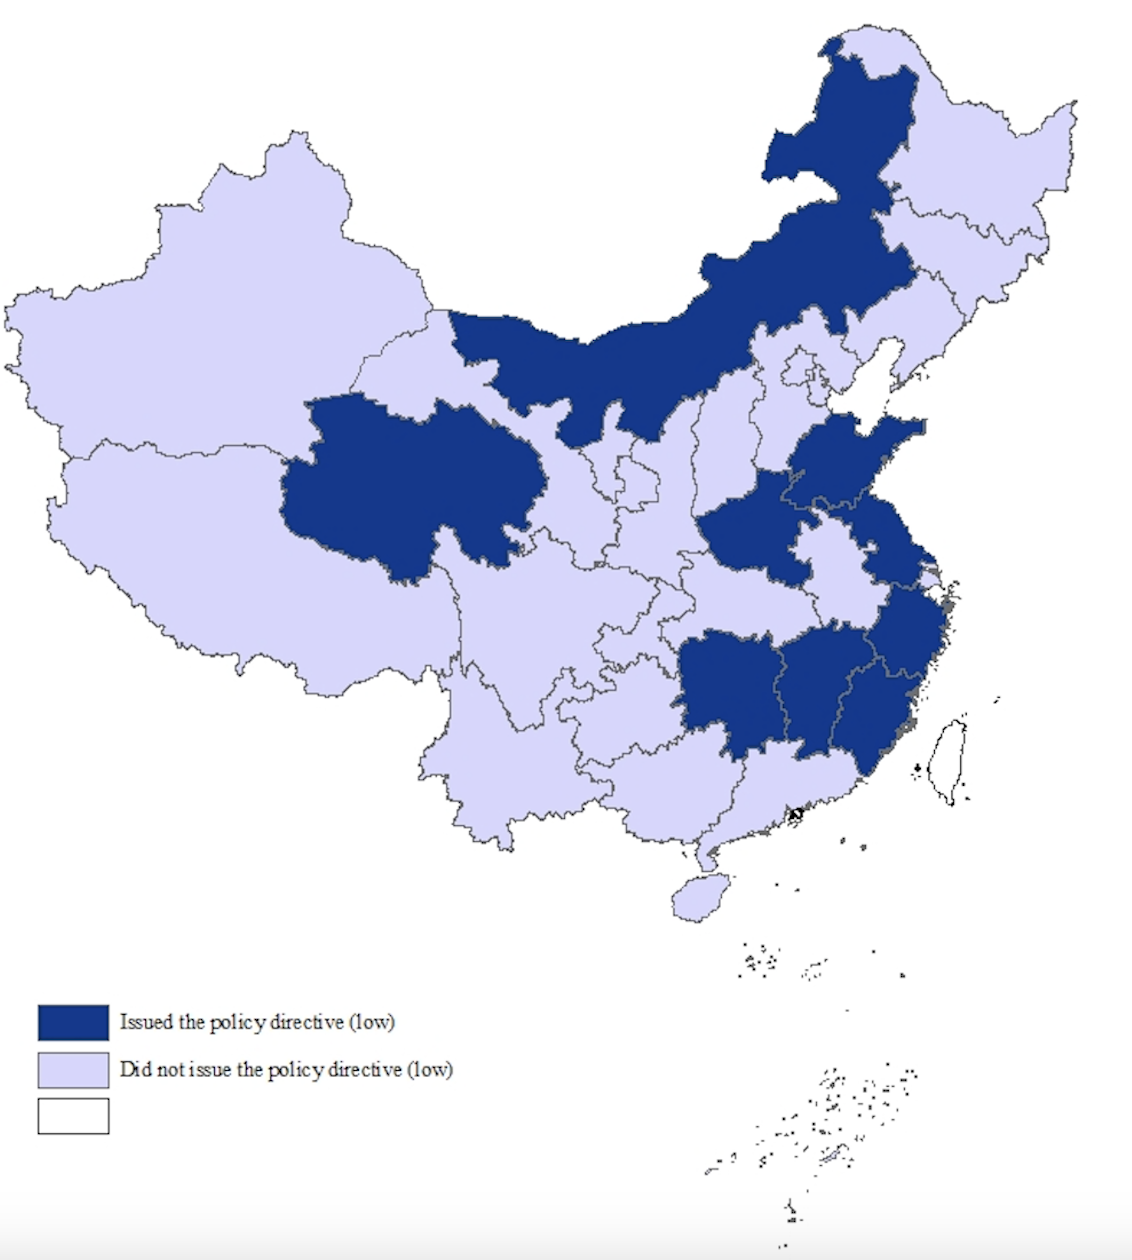 Issued the policy directive (low)
Did not issue the policy directive (low)